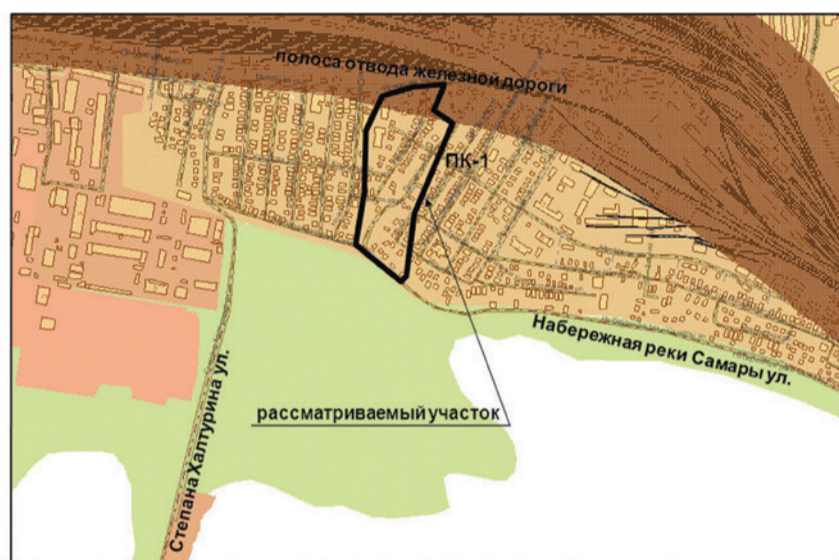 полоса отвода железной дороги
ПК-1
Набережная реки Самары ул.
рассматриваемый участок
Степана Халтурина ул.